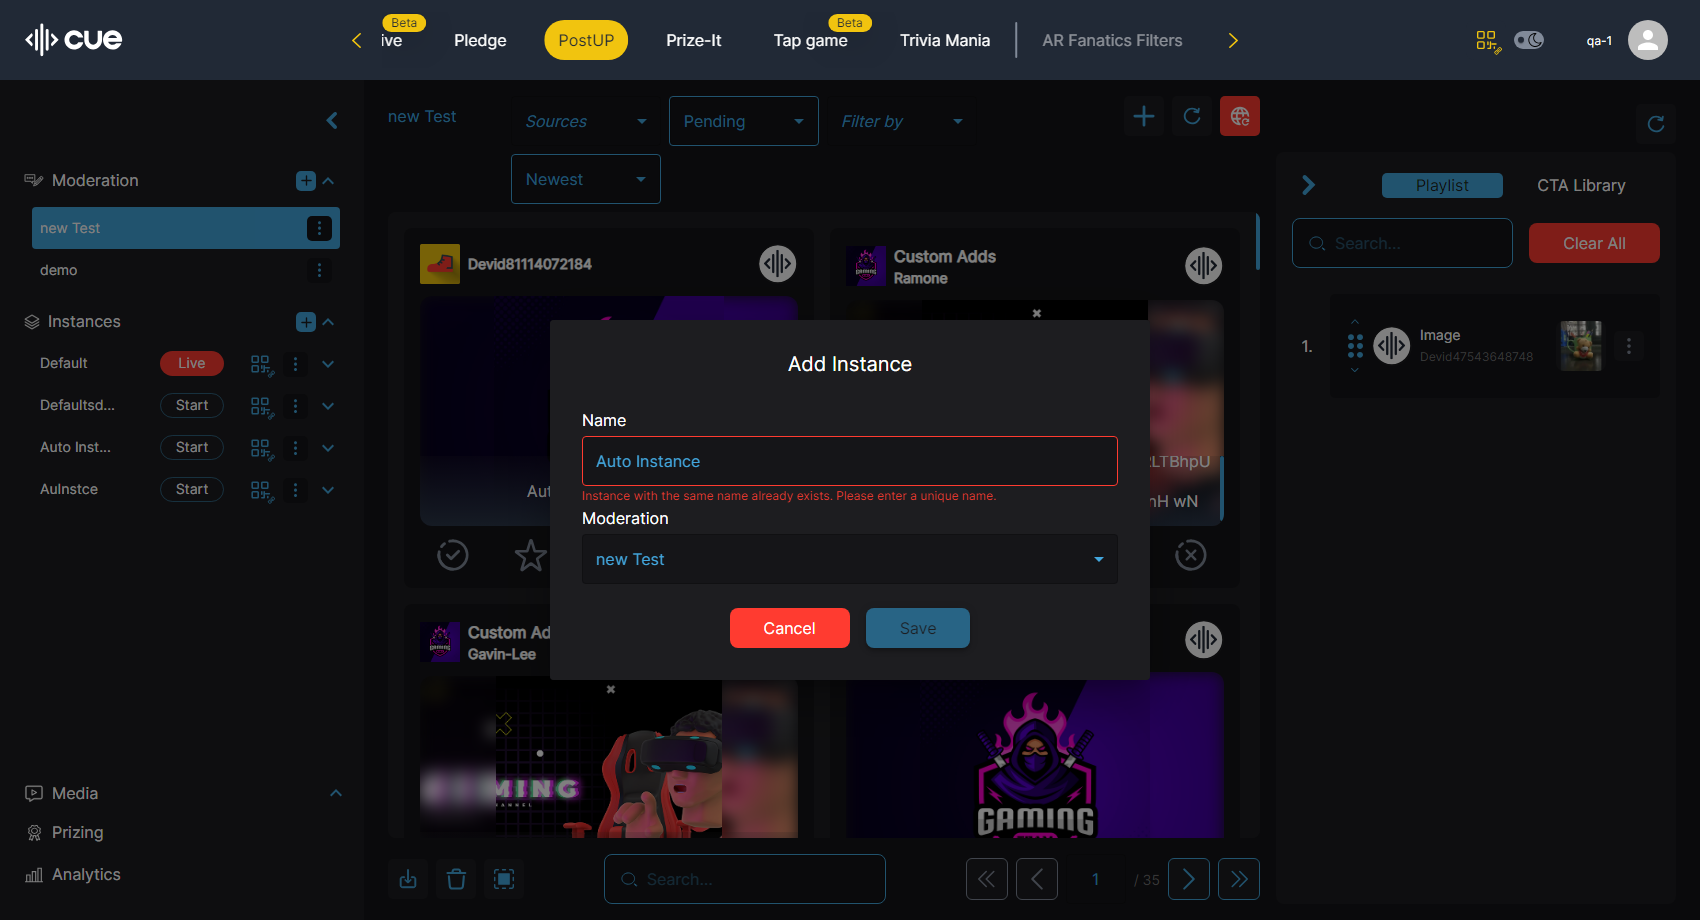 cue
ive
Beta
Pledge
PostUP
Prize-It
Tap game
Beta
Trivia Mania
AR Fanatics Filters
qa-1
new Test
Sources
Pending
Filter by
Newest
Moderation
new Test
demo
Instances
Default
Live
Defaultsd...
Start
Auto Inst...
Start
AuInstce
Start
Media
Prizing
Analytics
Devid81114072184
Custom Adds
Ramone
Aut
RLTBhpU
nH wN
Custom Ad
Gavin-Lee
GAMING
Add Instance
Name
Auto Instance
Instance with the same name already exists. Please enter a unique name.
Moderation
new Test
Cancel
Save
Search...
1
/ 35
Playlist
CTA Library
Search...
Clear All
1.
Image
Devid47543648748